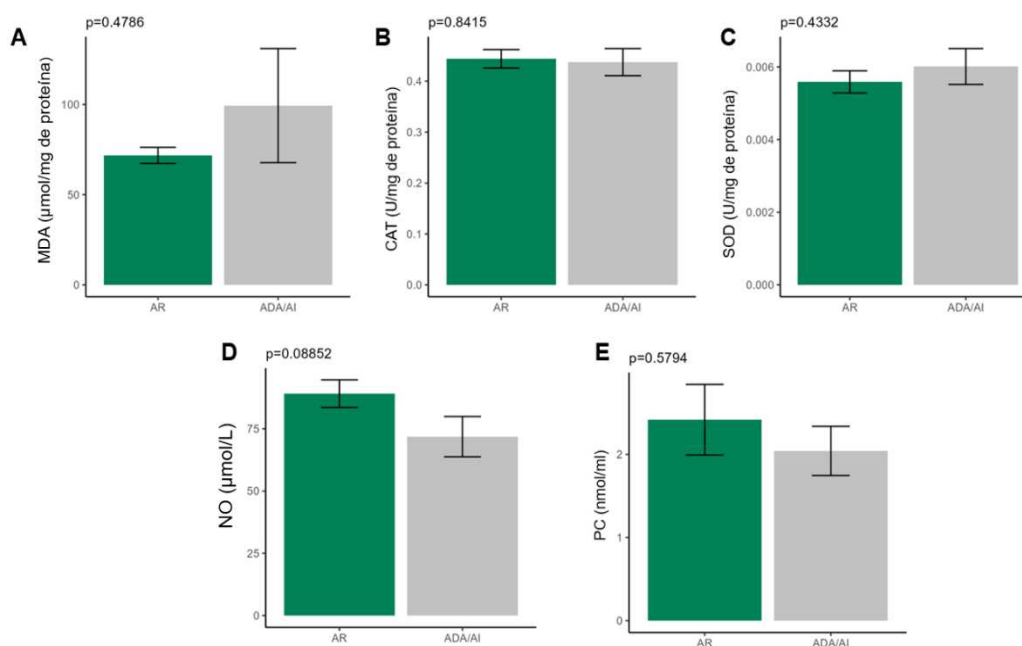 A
p=0.4786
MDA (µmol/mg de proteína)
100
50
0
AR
ADA/AI
B
p=0.8415
CAT (U/mg de proteína)
0.4
0.3
0.2
0.1
0.0
AR
ADA/AI
C
p=0.4332
SOD (U/mg de proteína)
0.006
0.004
0.002
0.000
AR
ADA/AI
D
p=0.08852
NO (µmol/L)
75
50
25
0
AR
ADA/AI
E
p=0.5794
PC (nmol/ml)
2
1
0
AR
ADA/AI